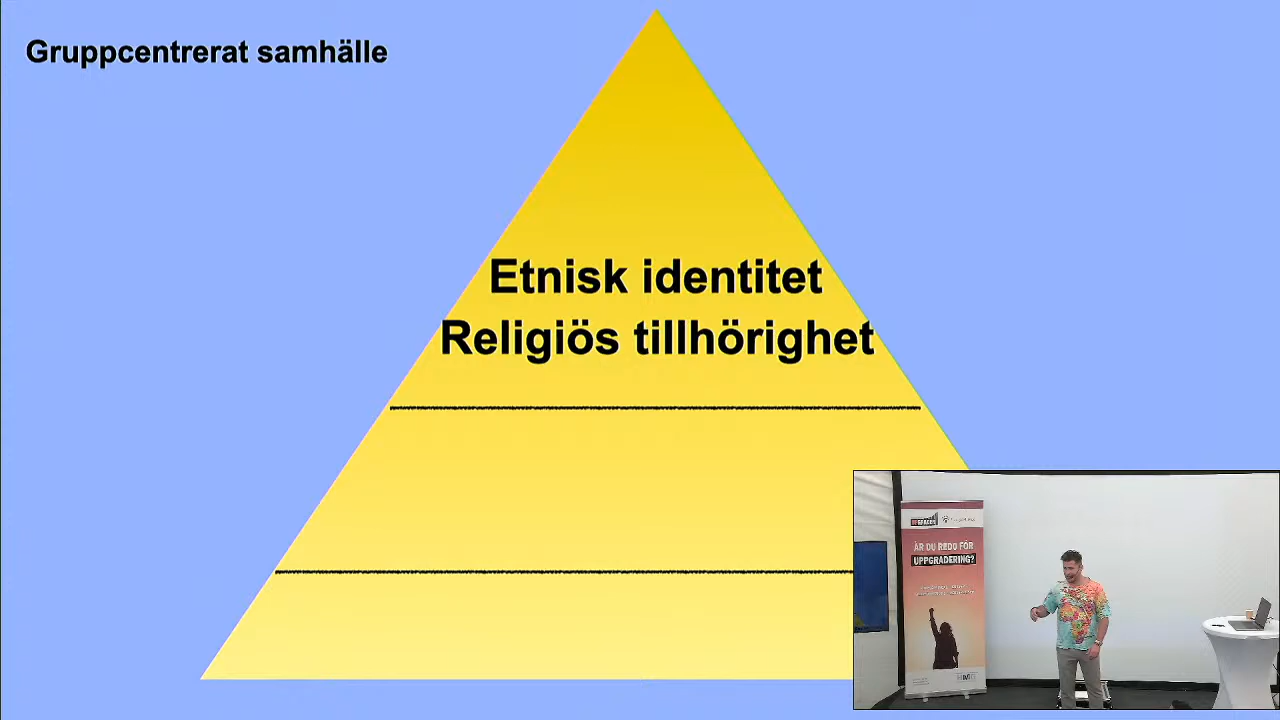 Gruppcentrerat samhälle
Etnisk identitet
Religiös tillhörighet
ÄR DU REDO FÖR
UPPGRADERING?